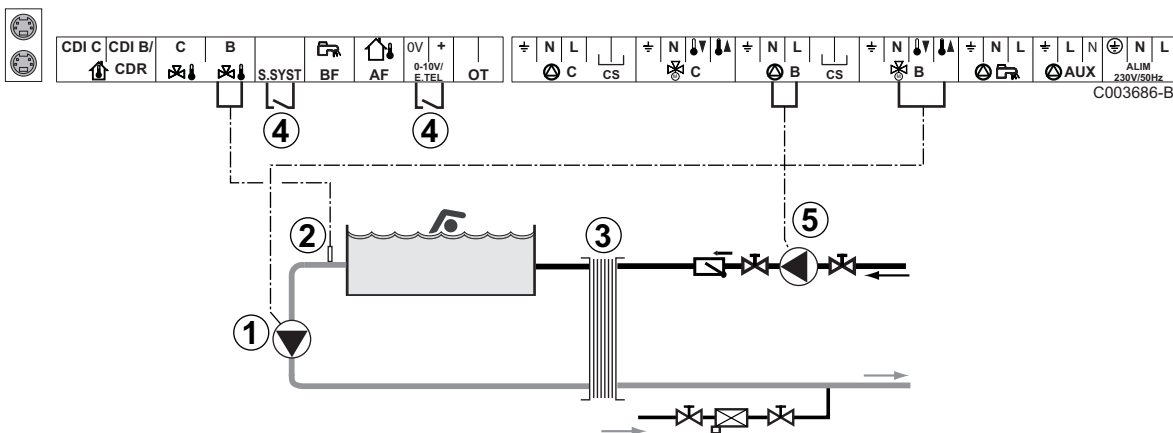 CDI C CDI B/ C B 0V + N L N N L N N L L N N L
CDR S.SYST BF AF 0-10V/ E.TEL OT C CS C B CS B AUX ALIM 230V/50Hz
C003686-B
4 4
2 3 5
1